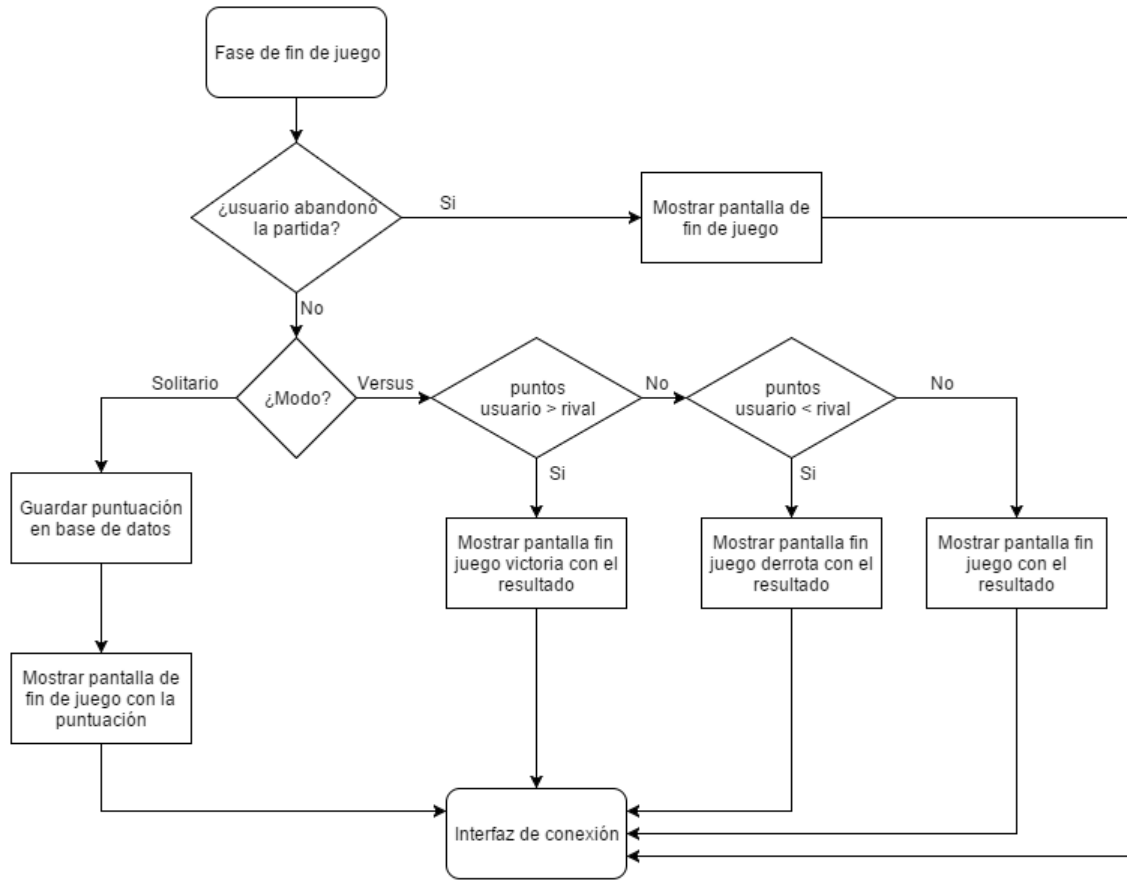 Fase de fin de juego
¿usuario abandonó
la partida?
Si
Mostrar pantalla de
fin de juego
No
Solitario
¿Modo?
Versus
puntos
usuario > rival
No
puntos
usuario < rival
No
Si
Si
Guardar puntuación
en base de datos
Mostrar pantalla fin
juego victoria con el
resultado
Mostrar pantalla fin
juego derrota con el
resultado
Mostrar pantalla fin
juego con el
resultado
Mostrar pantalla de
fin de juego con la
puntuación
Interfaz de conexión